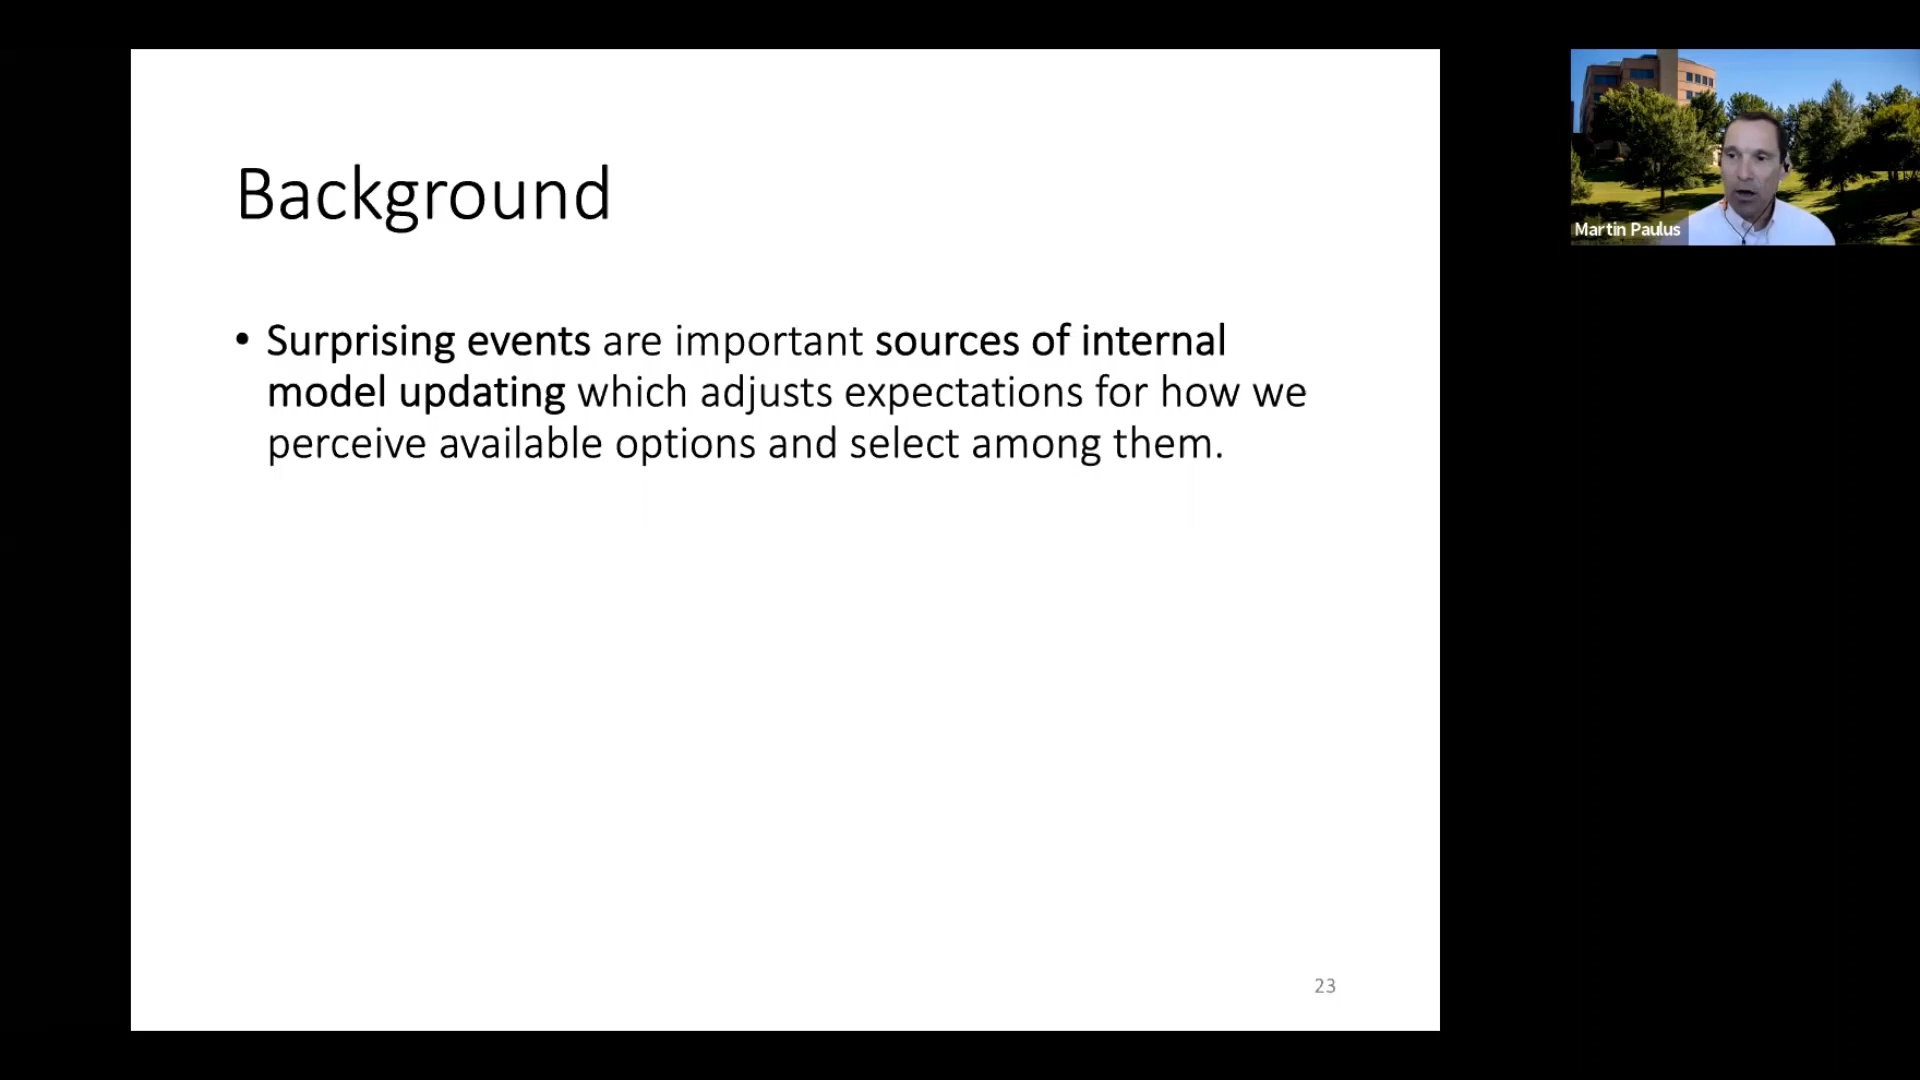 Background
• Surprising events are important sources of internal
model updating which adjusts expectations for how we
perceive available options and select among them.
23
Martin Paulus